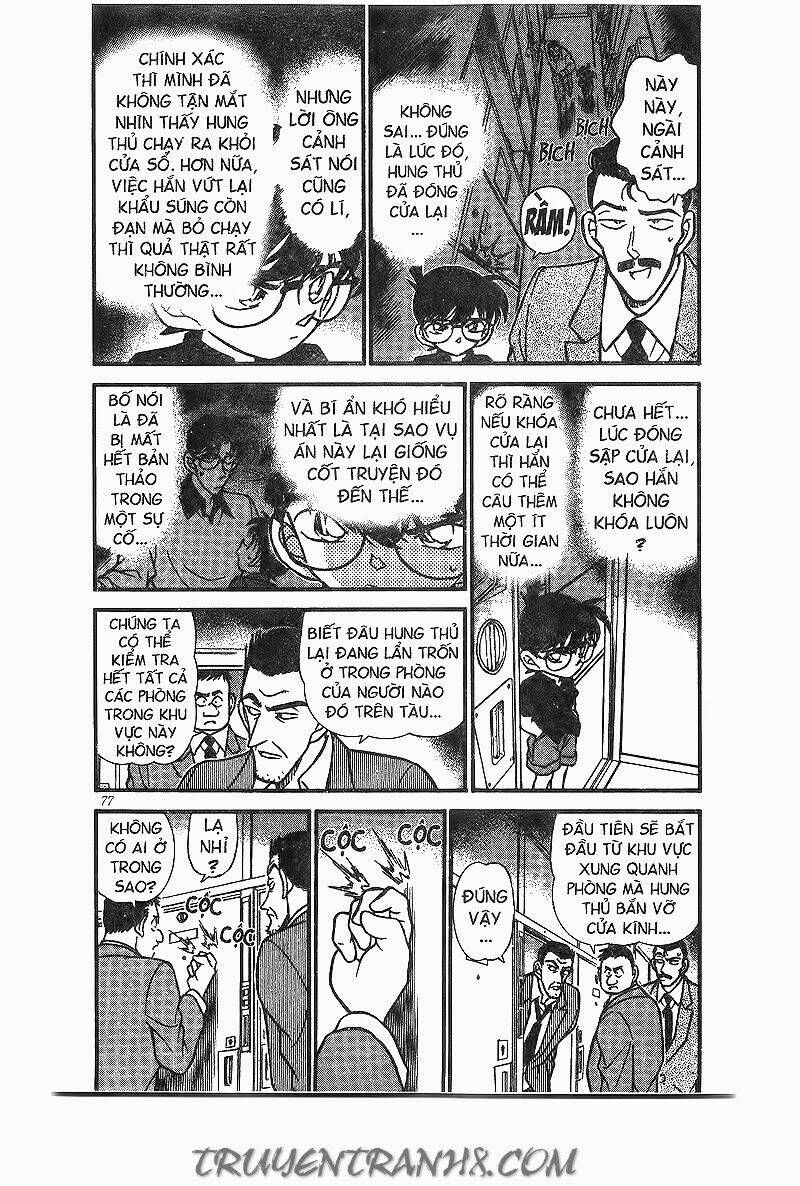 NÀY
NÀY,
NGÀI
CẢNH
SÁT...
BỊCH
BỊCH
RẦM!
KHÔNG
SAI... ĐÚNG
LÀ LÚC ĐÓ,
HUNG THỦ
ĐÃ ĐÓNG
CỬA LẠI
...
NHƯNG
LỜI ÔNG
CẢNH
SÁT NÓI
CŨNG
CÓ LÍ,
CHÍNH XÁC
THÌ MÌNH ĐÃ
KHÔNG TẬN MẮT
NHÌN THẤY HUNG
THỦ CHẠY RA KHỎI
CỬA SỔ. HƠN NỮA,
VIỆC HẮN VỨT LẠI
KHẨU SÚNG CÒN
ĐẠN MÀ BỎ CHẠY
THÌ QUẢ THẬT RẤT
KHÔNG BÌNH
THƯỜNG...
CHƯA HẾT...
LÚC ĐÓNG
SẬP CỬA LẠI,
SAO HẮN
KHÔNG
KHÓA LUÔN
?
RÕ RÀNG
NẾU KHÓA
CỬA LẠI
THÌ HẮN
CÓ THỂ
CÂU THÊM
MỘT ÍT
THỜI GIAN
NỮA...
VÀ BÍ ẨN KHÓ HIỂU
NHẤT LÀ TẠI SAO VỤ
ÁN NÀY LẠI GIỐNG
CỐT TRUYỆN ĐÓ
ĐẾN THẾ...
BỐ NÓI
LÀ ĐÃ
BỊ MẤT
HẾT BẢN
THẢO
TRONG
MỘT SỰ
CỐ...
BIẾT ĐÂU HUNG THỦ
LẠI ĐANG LẨN TRỐN
Ở TRONG PHÒNG
CỦA NGƯỜI NÀO
ĐÓ TRÊN TÀU...
CHÚNG TA
CÓ THỂ
KIỂM TRA
HẾT TẤT CẢ
CÁC PHÒNG
TRONG KHU
VỰC NÀY
KHÔNG?
77
ĐẦU TIÊN SẼ BẮT
ĐẦU TỪ KHU VỰC
XUNG QUANH
PHÒNG MÀ HUNG
THỦ BẮN VỠ
CỬA KÍNH...
ĐÚNG
VẬY
...
CỘC
CỘC
LẠ
NHỈ
?
KHÔNG
CÓ AI Ở
TRONG
SAO?
CỘC
CỘC
TRUYENTRANH8.COM